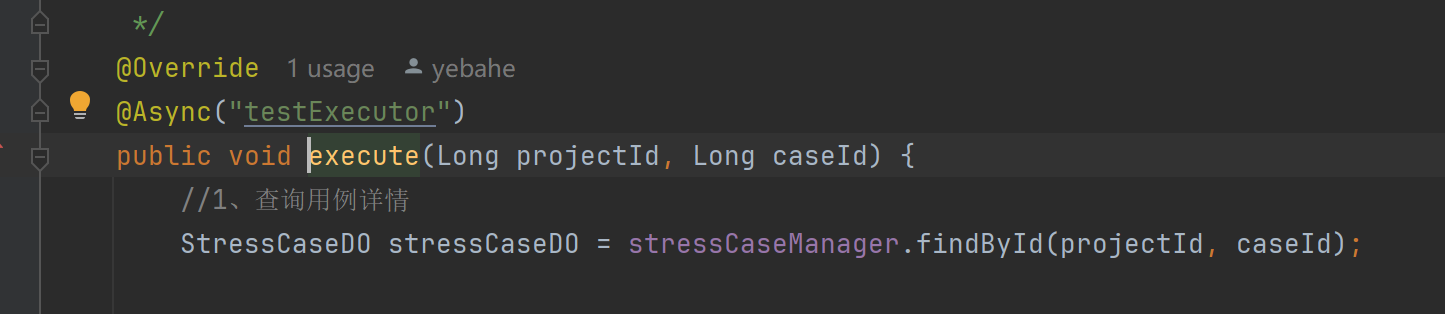 */
@Override 1 usage yebahe
@Async("testExecutor")
public void execute(Long projectId, Long caseId) {
//1、查询用例详情
StressCaseDO stressCaseDO = stressCaseManager.findById(projectId, caseId);